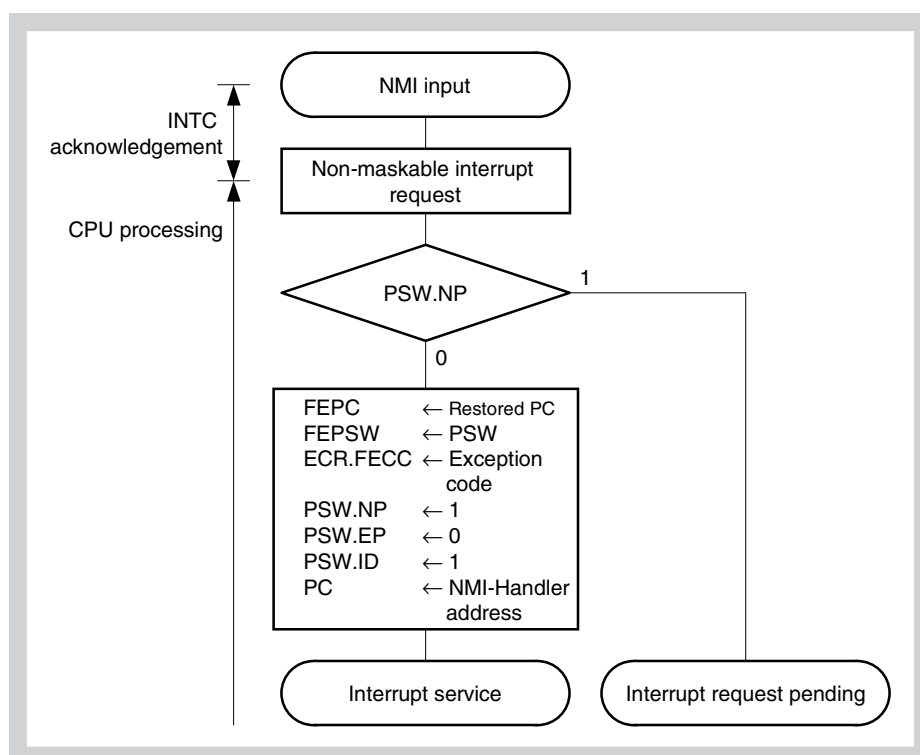 NMI input
INTC
acknowledgement
Non-maskable interrupt
request
CPU processing
PSW.NP
1
0
FEPC ← Restored PC
FEPSW ← PSW
ECR.FECC ← Exception
code
PSW.NP ← 1
PSW.EP ← 0
PSW.ID ← 1
PC ← NMI-Handler
address
Interrupt service
Interrupt request pending